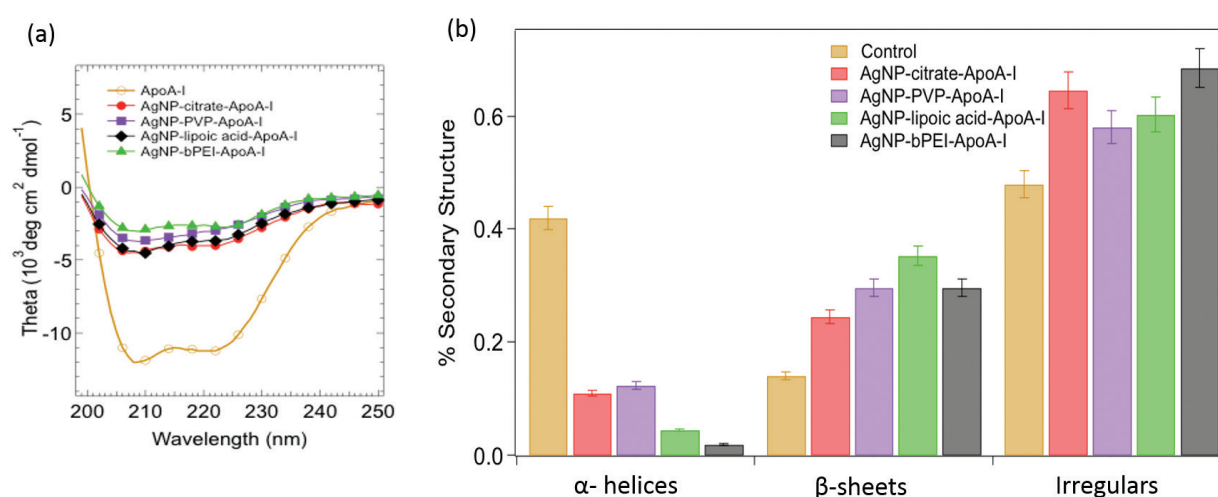 (a)
ApoA-I
AgNP-citrate-ApoA-I
AgNP-PVP-ApoA-I
AgNP-lipoic acid-ApoA-I
AgNP-bPEI-ApoA-I
5
0
-5
-10
Theta (10³ deg cm² dmol⁻¹)
200 210 220 230 240 250
Wavelength (nm)
(b)
Control
AgNP-citrate-ApoA-I
AgNP-PVP-ApoA-I
AgNP-lipoic acid-ApoA-I
AgNP-bPEI-ApoA-I
0.6
0.4
0.2
0.0
% Secondary Structure
α- helices β-sheets Irregulars